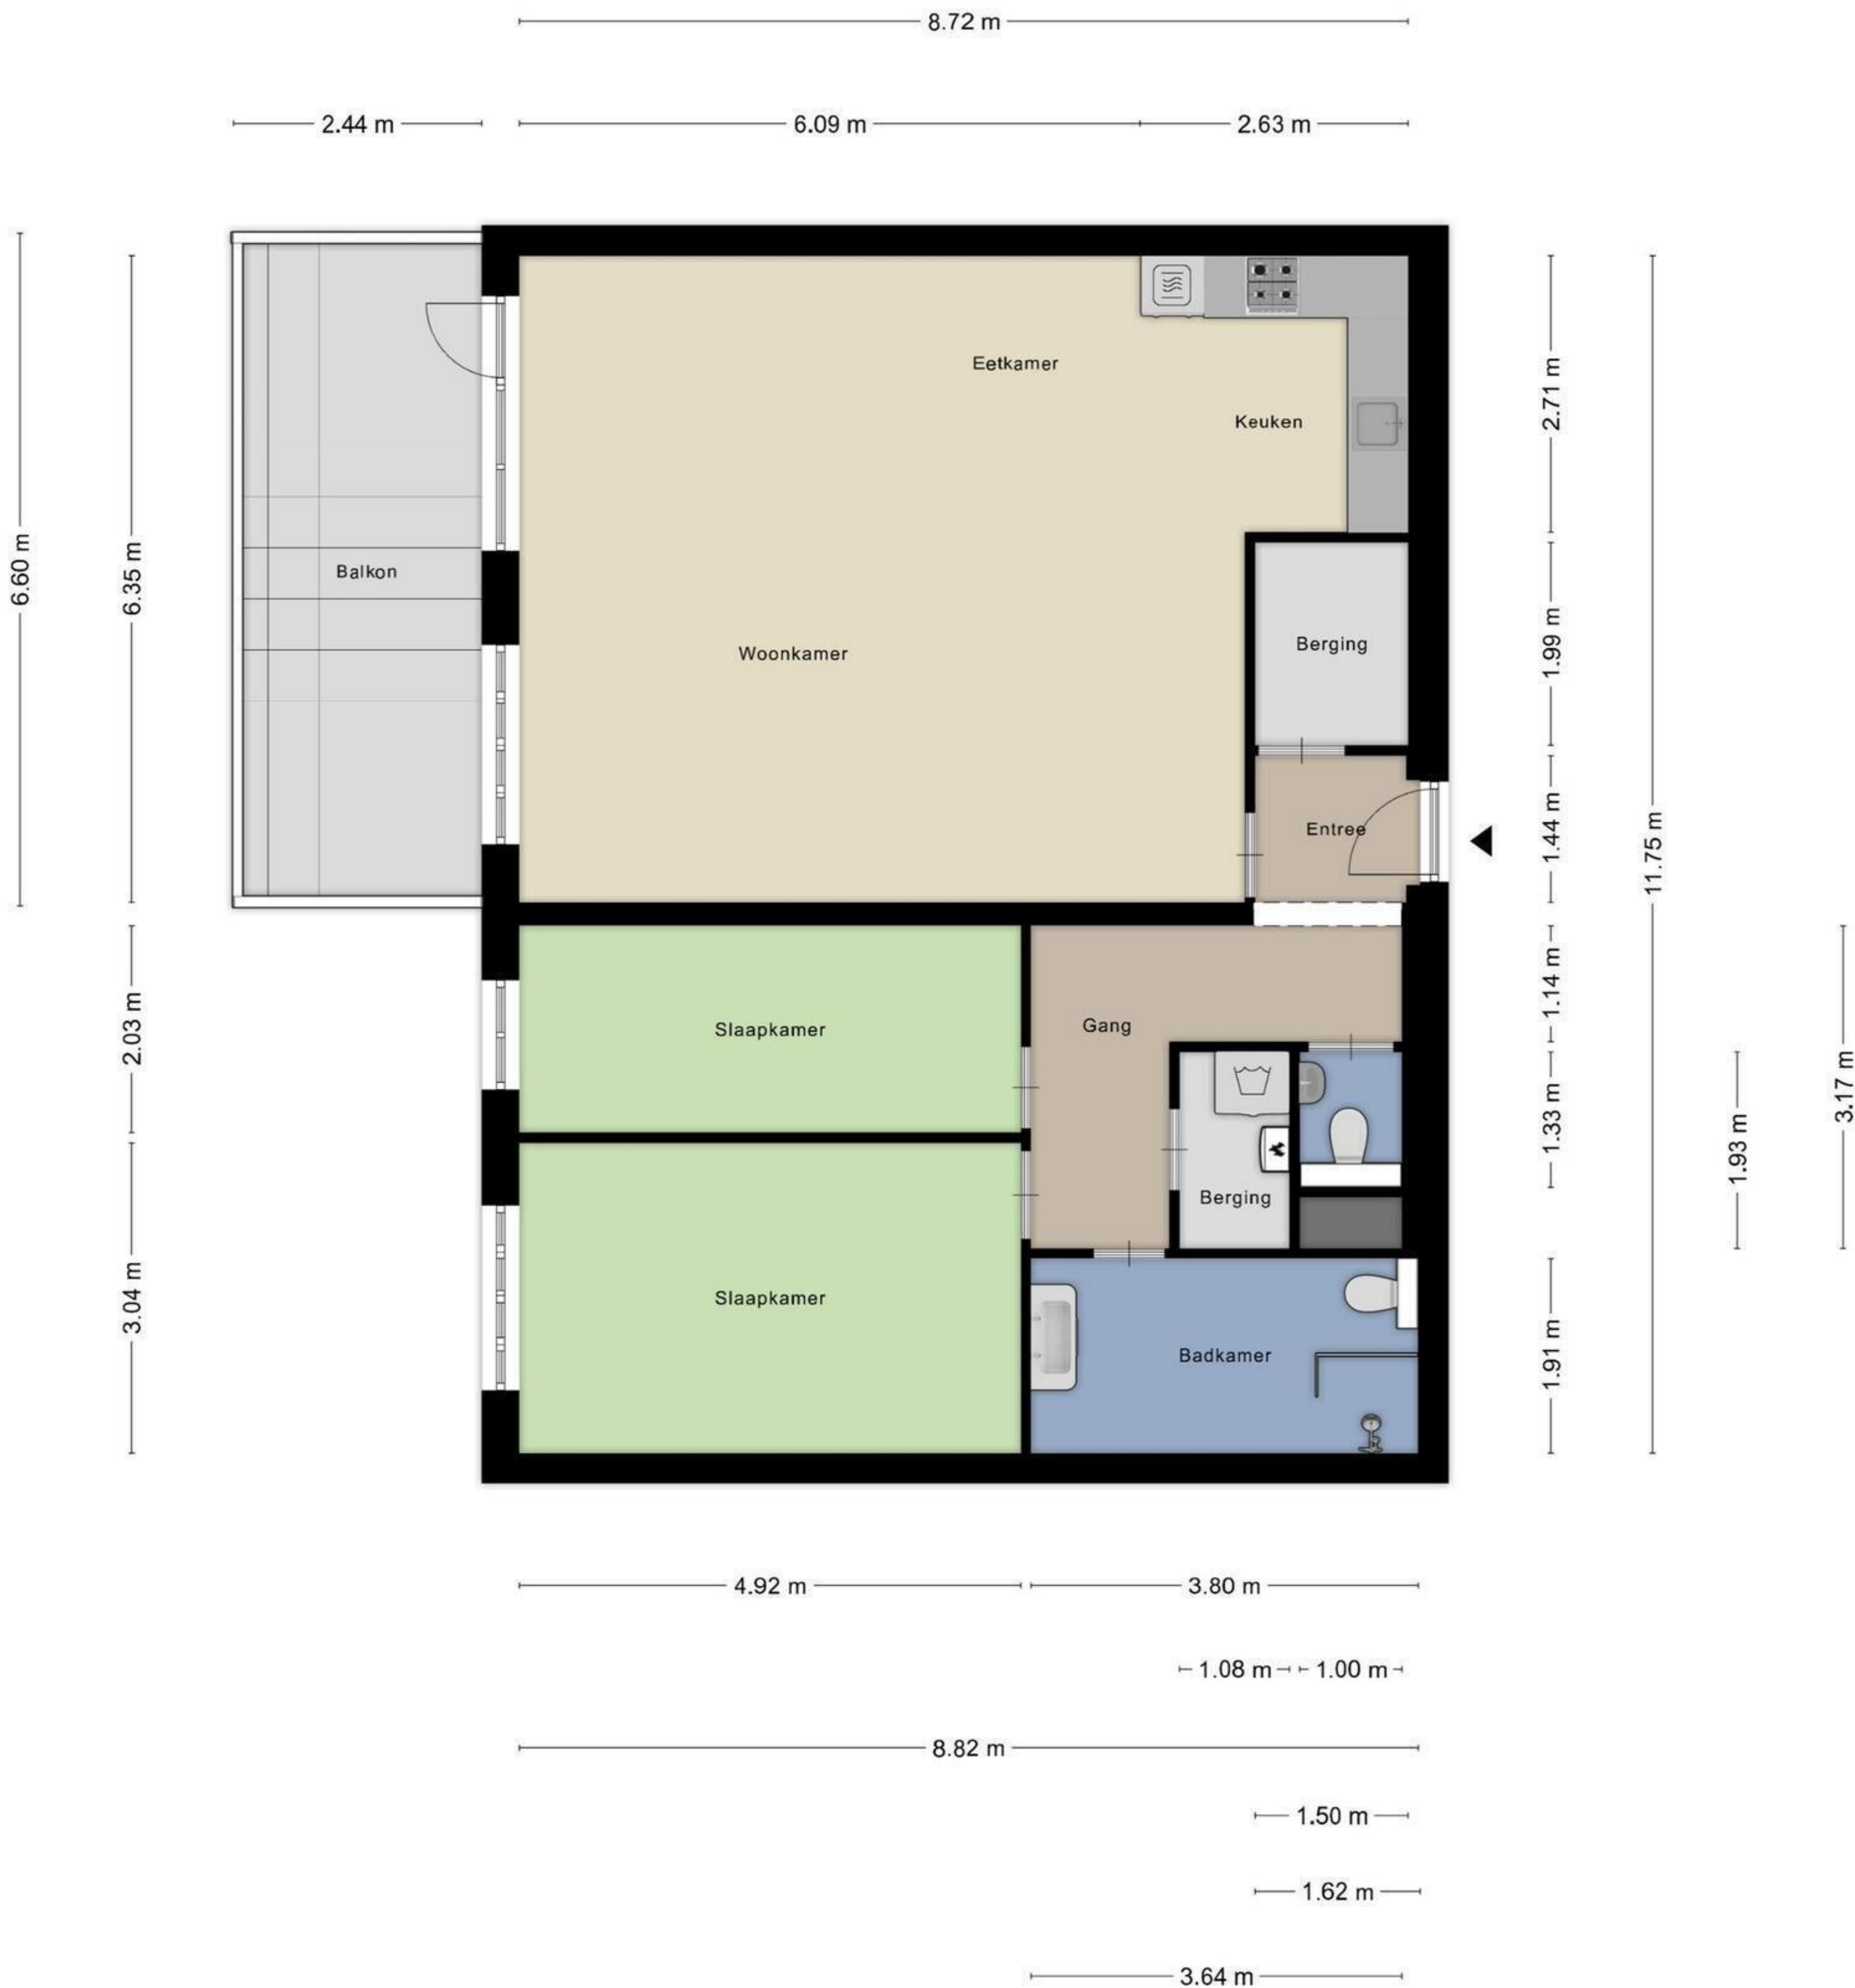 8.72 m
2.44 m
6.09 m
2.63 m
6.60 m
6.35 m
2.03 m
3.04 m
Balkon
Eetkamer
Keuken
Woonkamer
Berging
Entree
Slaapkamer
Gang
Berging
Slaapkamer
Badkamer
2.71 m
1.99 m
1.44 m
1.14 m
1.33 m
1.91 m
11.75 m
1.93 m
3.17 m
4.92 m
3.80 m
1.08 m
1.00 m
8.82 m
1.50 m
1.62 m
3.64 m